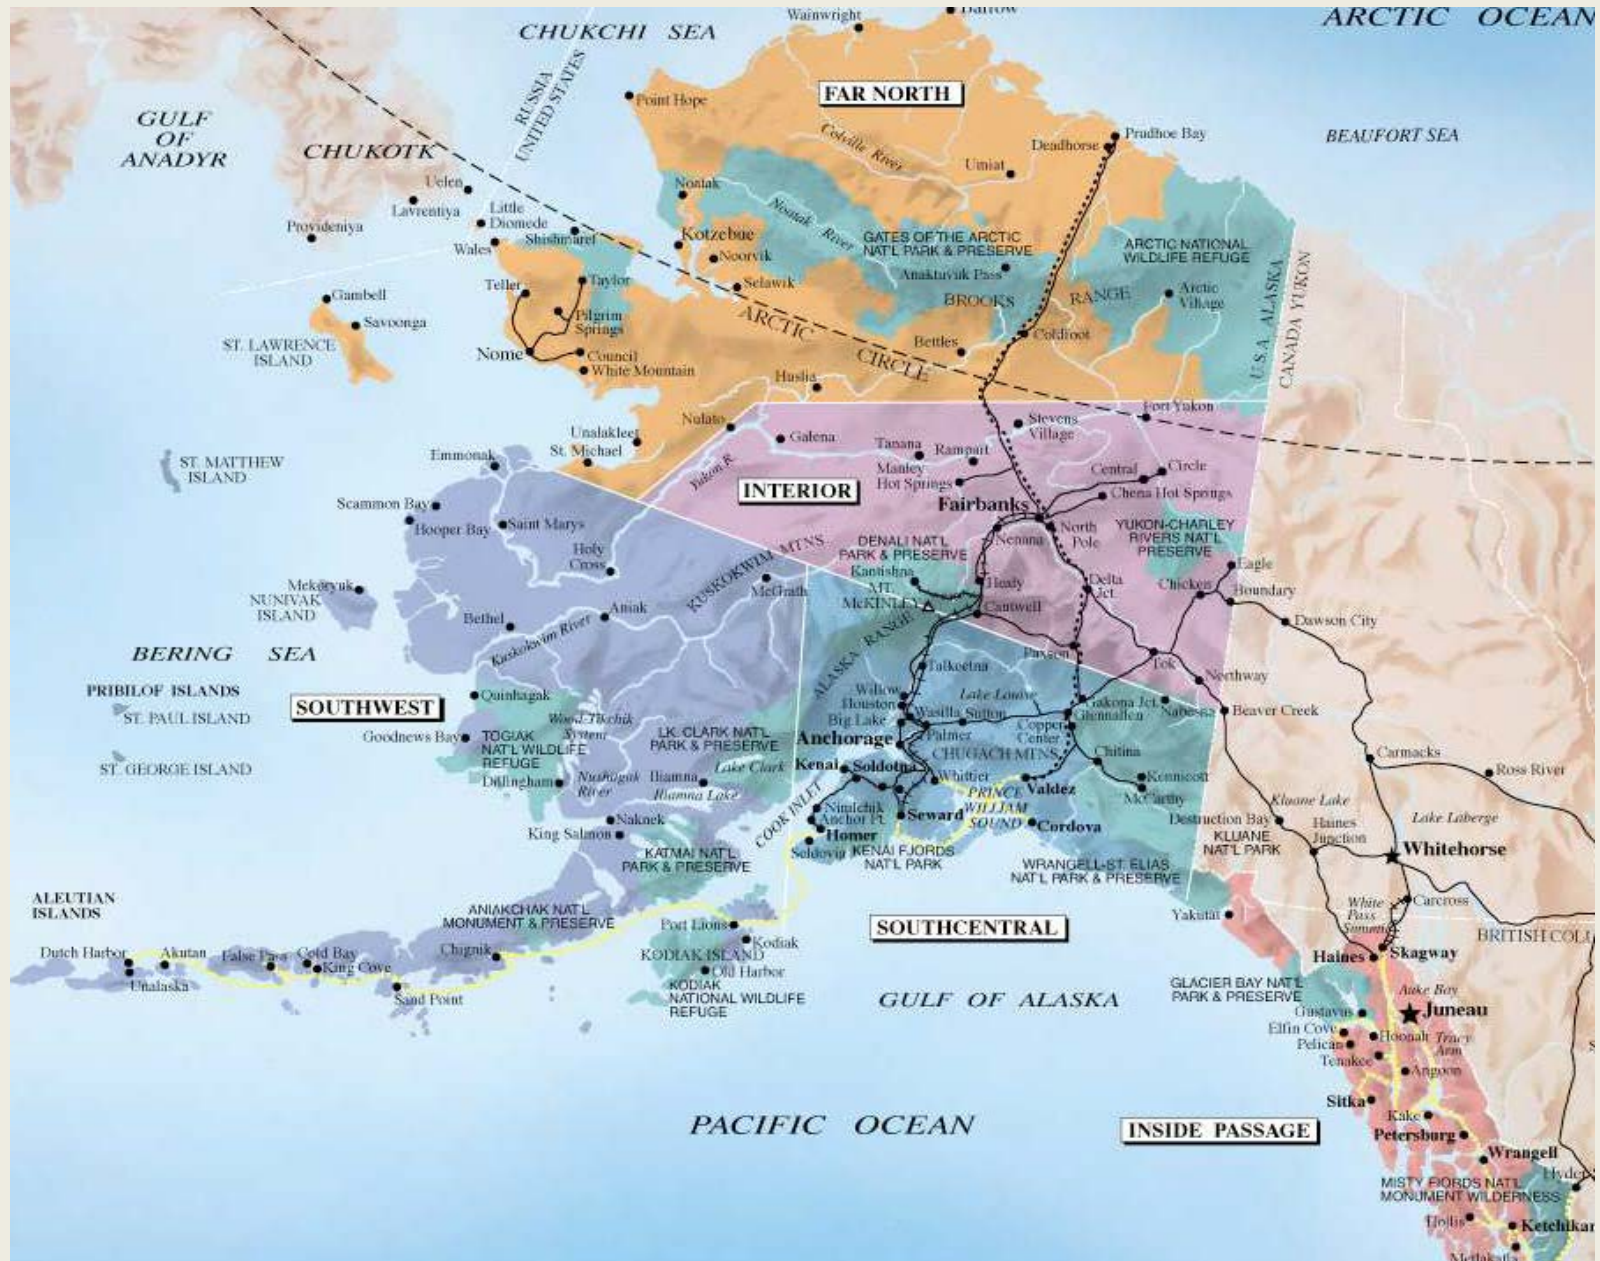 Wainwright
Barrow
ARCTIC OCEAN
CHUKCHI SEA
RUSSIA
UNITED STATES
Point Hope
FAR NORTH
GULF
OF
ANADYR
CHUKOTK
Colville River
Umiat
Deadhorse
Prudhoe Bay
BEAUFORT SEA
Uelen
Lavrentiya
Little
Diomede
Provideniya
Wales
Shishmaref
Noatak
Noatak River
Kotzebue
Noorvik
Selawik
GATES OF THE ARCTIC
NAT'L PARK & PRESERVE
Anaktuvuk Pass
BROOKS
RANGE
ARCTIC NATIONAL
WILDLIFE REFUGE
Arctic
Village
U.S.A. ALASKA
CANADA YUKON
Gambell
Savoonga
ST. LAWRENCE
ISLAND
Teller
Taylor
Pilgrim
Springs
Nome
Council
White Mountain
ARCTIC
CIRCLE
Bettles
Coldfoot
Huslia
Nulato
Unalakleet
St. Michael
Galena
Tanana
Rampart
Manley
Hot Springs
Stevens
Village
Fort Yukon
Central
Circle
Chena Hot Springs
Yukon R.
INTERIOR
Fairbanks
North
Pole
Nenana
YUKON-CHARLEY
RIVERS NAT'L
PRESERVE
DENALI NAT'L
PARK & PRESERVE
Kantishna
MT.
McKINLEY
Healy
Cantwell
Delta
Jct.
Chicken
Eagle
Boundary
Dawson City
Paxson
Tok
Northway
Beaver Creek
Emmonak
ST. MATTHEW
ISLAND
Scammon Bay
Hooper Bay
Saint Marys
Holy
Cross
KUSKOKWIM MTNS.
McGrath
Mekoryuk
NUNIVAK
ISLAND
Bethel
Aniak
Kuskokwim River
BERING SEA
PRIBILOF ISLANDS
ST. PAUL ISLAND
ST. GEORGE ISLAND
SOUTHWEST
Quinhagak
Goodnews Bay
TOGIAK
NAT'L WILDLIFE
REFUGE
Wood-Tikchik
System
Dillingham
Nushagak
River
LK. CLARK NAT'L
PARK & PRESERVE
Lake Clark
Iliamna
Iliamna Lake
Naknek
King Salmon
KATMAI NAT'L
PARK & PRESERVE
ALASKA RANGE
Talkeetna
Willow
Houston
Big Lake
Wasilla
Sutton
Palmer
Lake Louise
Gakona Jct.
Glennallen
Nabesna
Copper
Center
Anchorage
CHUGACH MTNS.
Chitina
Kennicott
McCarthy
Kenai
Soldotna
Whittier
Valdez
PRINCE
WILLIAM
SOUND
COOK INLET
Ninilchik
Anchor Pt.
Homer
Seldovia
Seward
Cordova
KENAI FJORDS
NAT'L PARK
WRANGELL-ST. ELIAS
NAT'L PARK & PRESERVE
Carmacks
Ross River
Kluane Lake
Destruction Bay
KLUANE
NAT'L PARK
Haines
Junction
Lake Laberge
Whitehorse
White
Pass
Summit
Carcross
BRITISH COLU
Yakutat
Haines
Skagway
ALEUTIAN
ISLANDS
Dutch Harbor
Unalaska
Akutan
False Pass
Cold Bay
King Cove
Sand Point
Chignik
ANIAKCHAK NAT'L
MONUMENT & PRESERVE
Port Lions
Kodiak
KODIAK ISLAND
Old Harbor
KODIAK
NATIONAL WILDLIFE
REFUGE
SOUTHCENTRAL
GULF OF ALASKA
GLACIER BAY NAT'L
PARK & PRESERVE
Gustavus
Elfin Cove
Pelican
Tenakee
Hoonah
Auke Bay
Juneau
Tracy
Arm
Angoon
Sitka
Kake
Petersburg
Wrangell
PACIFIC OCEAN
INSIDE PASSAGE
Hyder
MISTY FIORDS NAT'L
MONUMENT WILDERNESS
Hollis
Ketchikan
Metlakatla